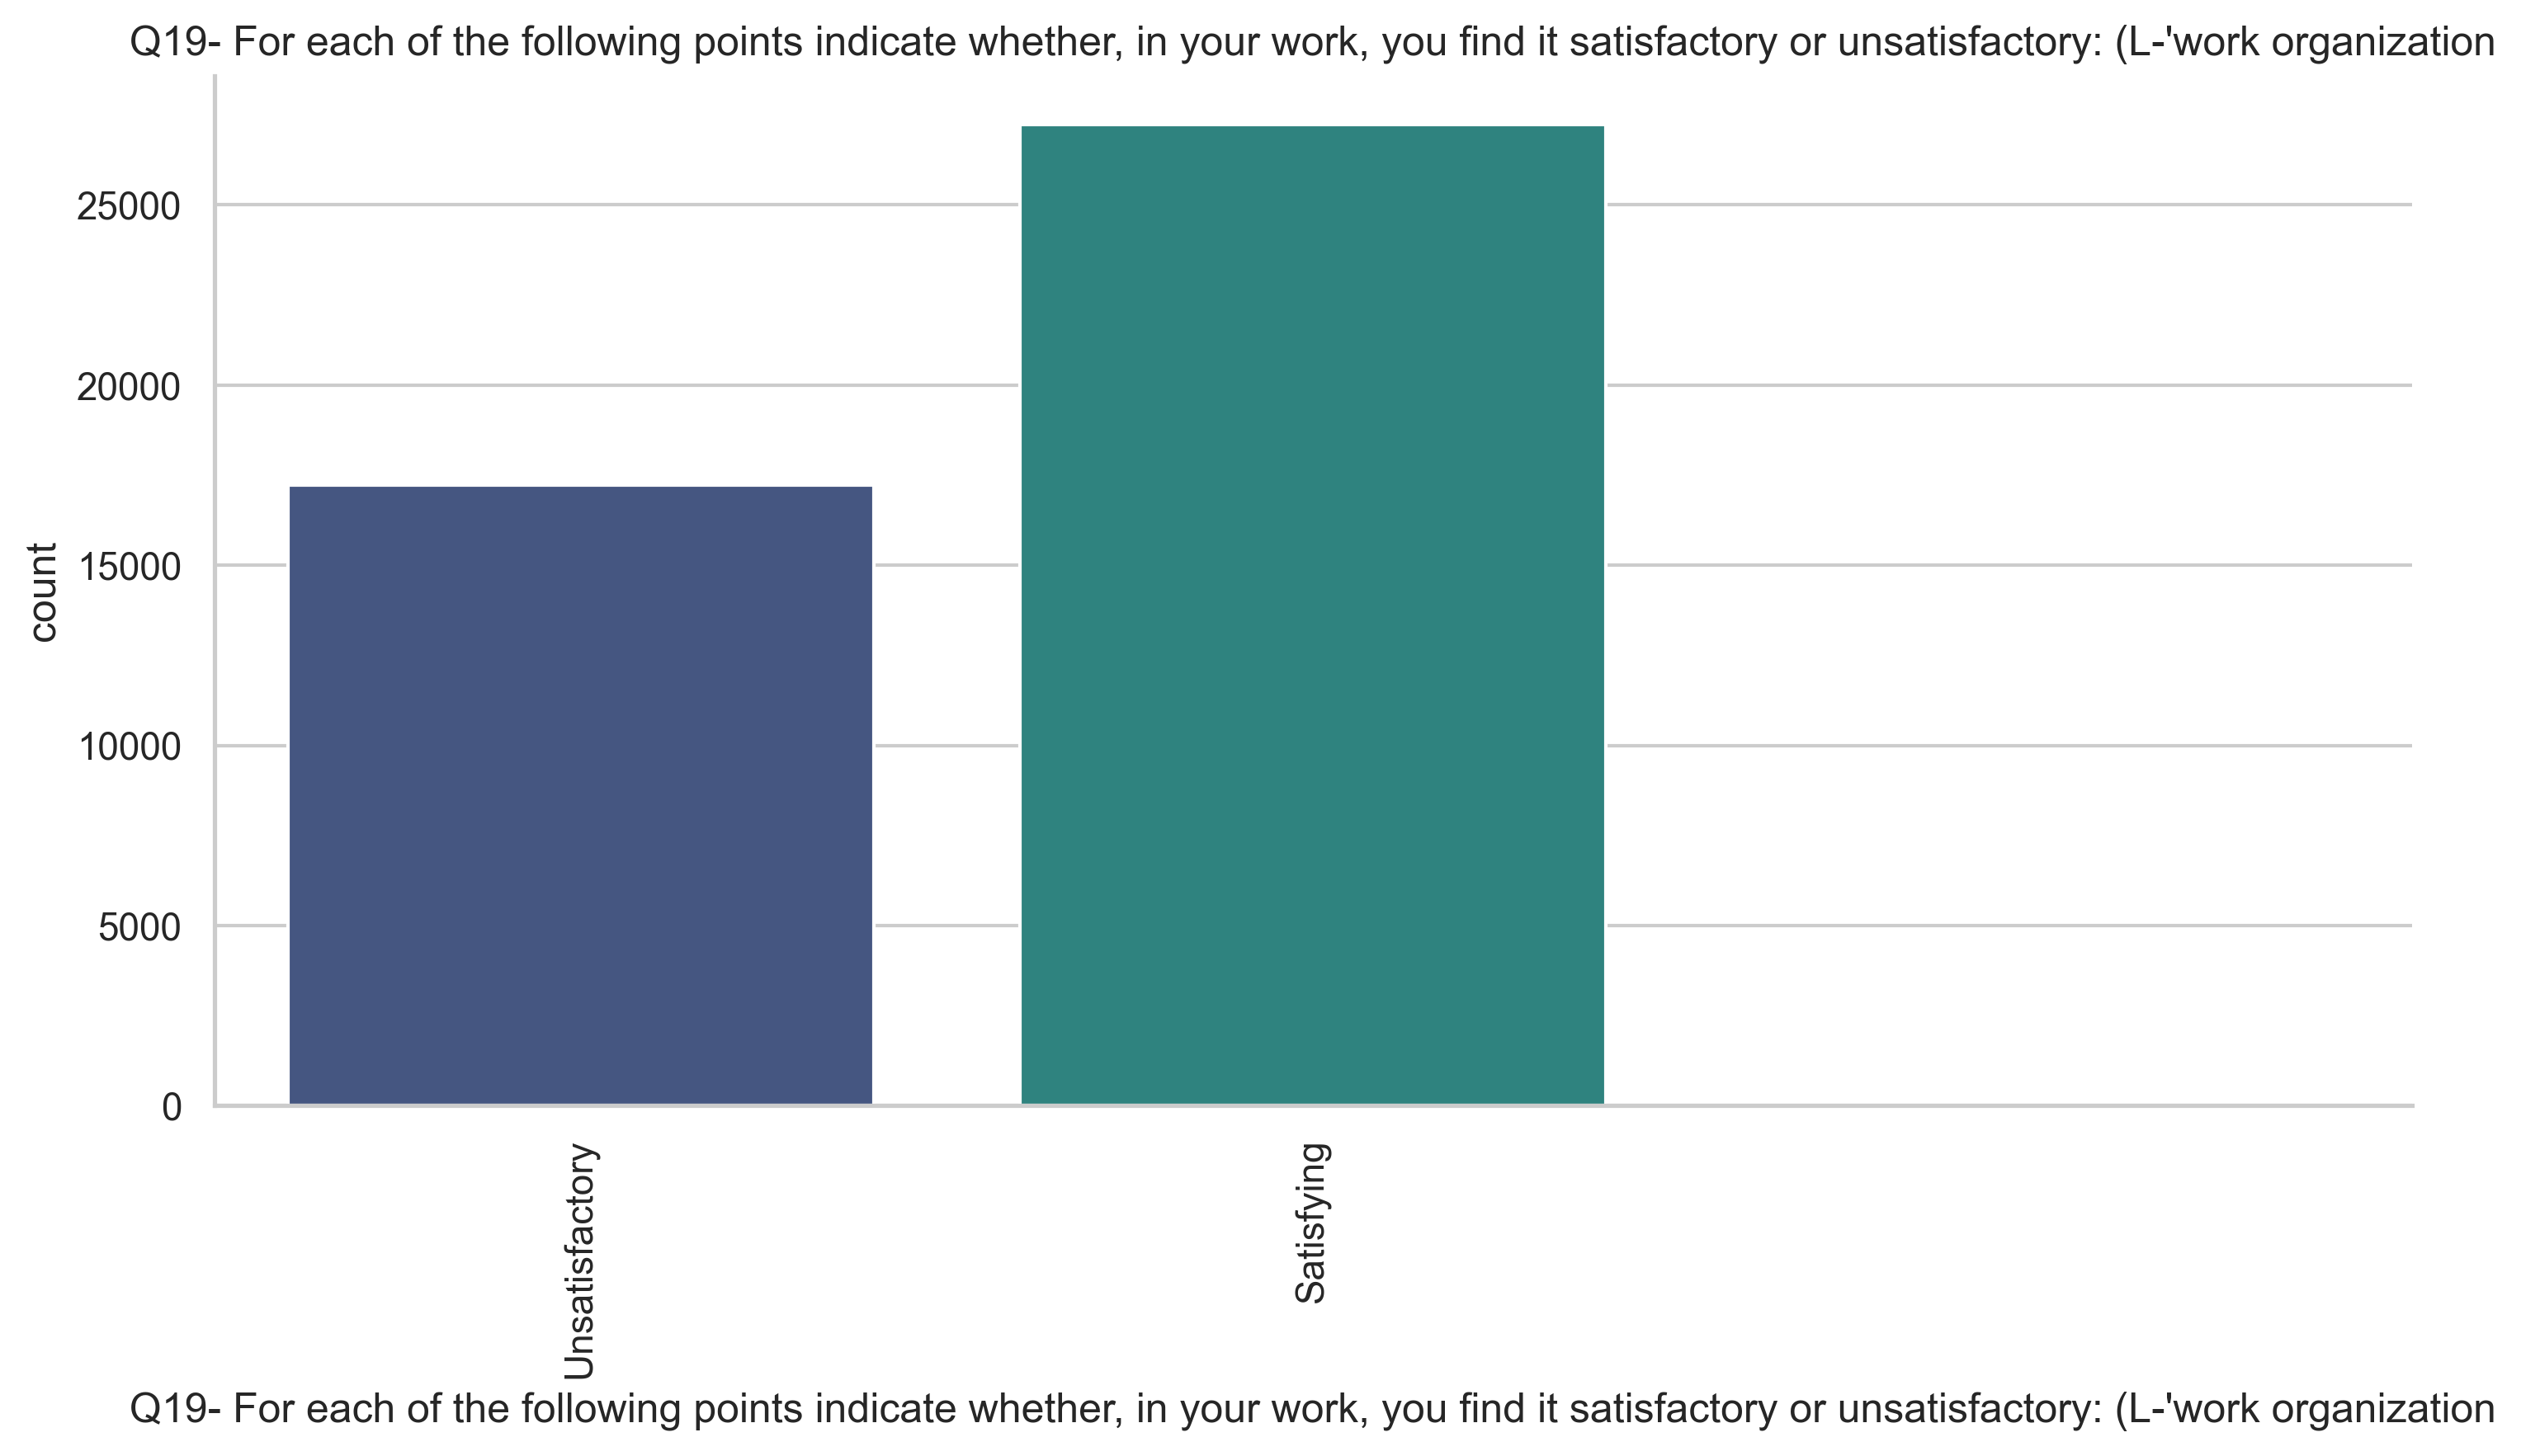 Q19- For each of the following points indicate whether, in your work, you find it satisfactory or unsatisfactory: (L-'work organization
25000
20000
15000
10000
5000
0
count
Unsatisfactory
Satisfying
Q19- For each of the following points indicate whether, in your work, you find it satisfactory or unsatisfactory: (L-'work organization